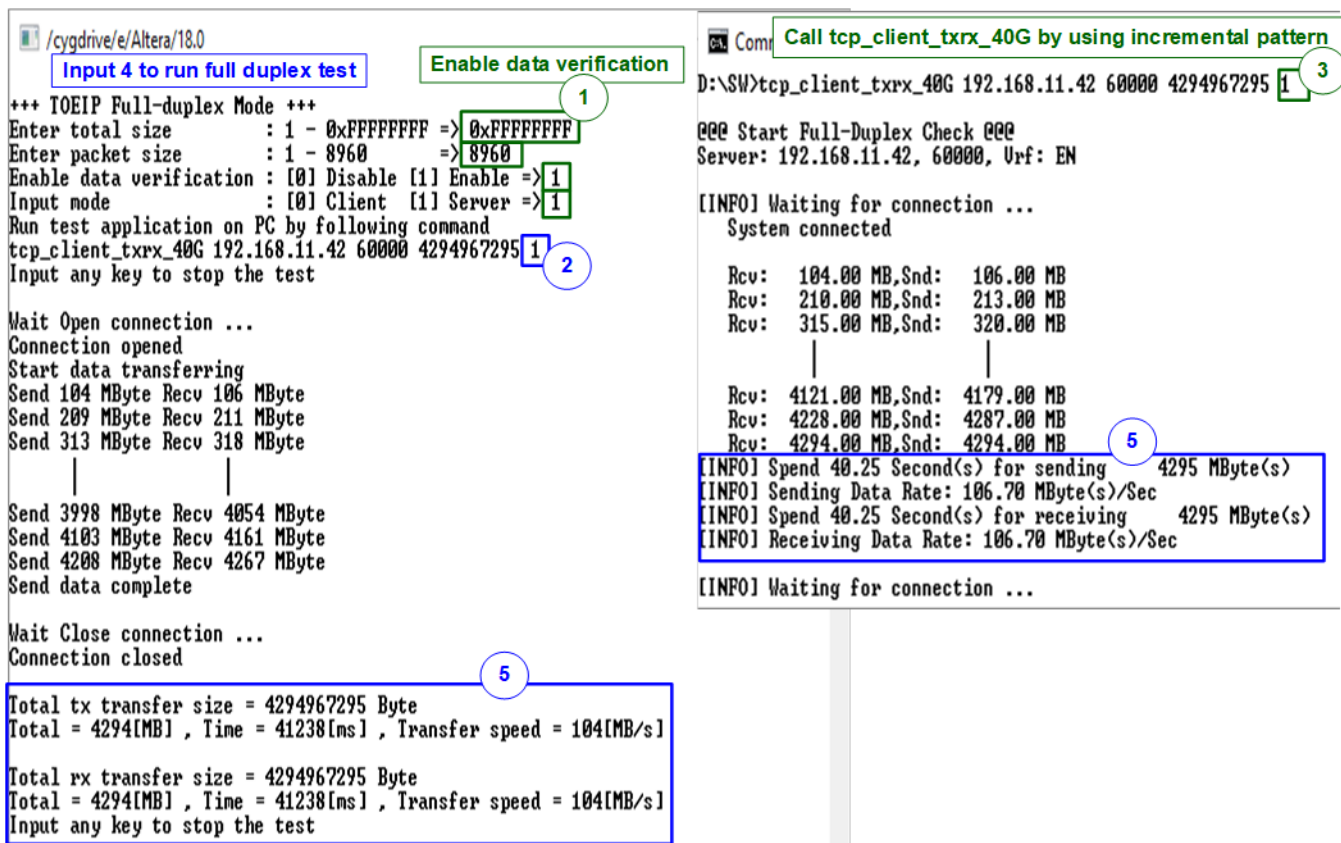 /cygdrive/e/Altera/18.0
Input 4 to run full duplex test
Enable data verification
1
+++ TOEIP Full-duplex Mode +++
Enter total size : 1 - 0xFFFFFFFF => 0xFFFFFFFF
Enter packet size : 1 - 8960 => 8960
Enable data verification : [0] Disable [1] Enable => 1
Input mode : [0] Client [1] Server => 1
Run test application on PC by following command
tcp_client_txrx_40G 192.168.11.42 60000 4294967295 1
2
Input any key to stop the test
Wait Open connection ...
Connection opened
Start data transferring
Send 104 MByte Recv 106 MByte
Send 209 MByte Recv 211 MByte
Send 313 MByte Recv 318 MByte
Send 3998 MByte Recv 4054 MByte
Send 4103 MByte Recv 4161 MByte
Send 4208 MByte Recv 4267 MByte
Send data complete
Wait Close connection ...
Connection closed
5
Total tx transfer size = 4294967295 Byte
Total = 4294[MB] , Time = 41238[ms] , Transfer speed = 104[MB/s]
Total rx transfer size = 4294967295 Byte
Total = 4294[MB] , Time = 41238[ms] , Transfer speed = 104[MB/s]
Input any key to stop the test
Call tcp_client_txrx_40G by using incremental pattern
3
D:\SW>tcp_client_txrx_40G 192.168.11.42 60000 4294967295 1
@@@ Start Full-Duplex Check @@@
Server: 192.168.11.42, 60000, Vrf: EN
[INFO] Waiting for connection ...
System connected
Rcv: 104.00 MB,Snd: 106.00 MB
Rcv: 210.00 MB,Snd: 213.00 MB
Rcv: 315.00 MB,Snd: 320.00 MB
Rcv: 4121.00 MB,Snd: 4179.00 MB
Rcv: 4228.00 MB,Snd: 4287.00 MB
Rcv: 4294.00 MB,Snd: 4294.00 MB
5
[INFO] Spend 40.25 Second(s) for sending 4295 MByte(s)
[INFO] Sending Data Rate: 106.70 MByte(s)/Sec
[INFO] Spend 40.25 Second(s) for receiving 4295 MByte(s)
[INFO] Receiving Data Rate: 106.70 MByte(s)/Sec
[INFO] Waiting for connection ...